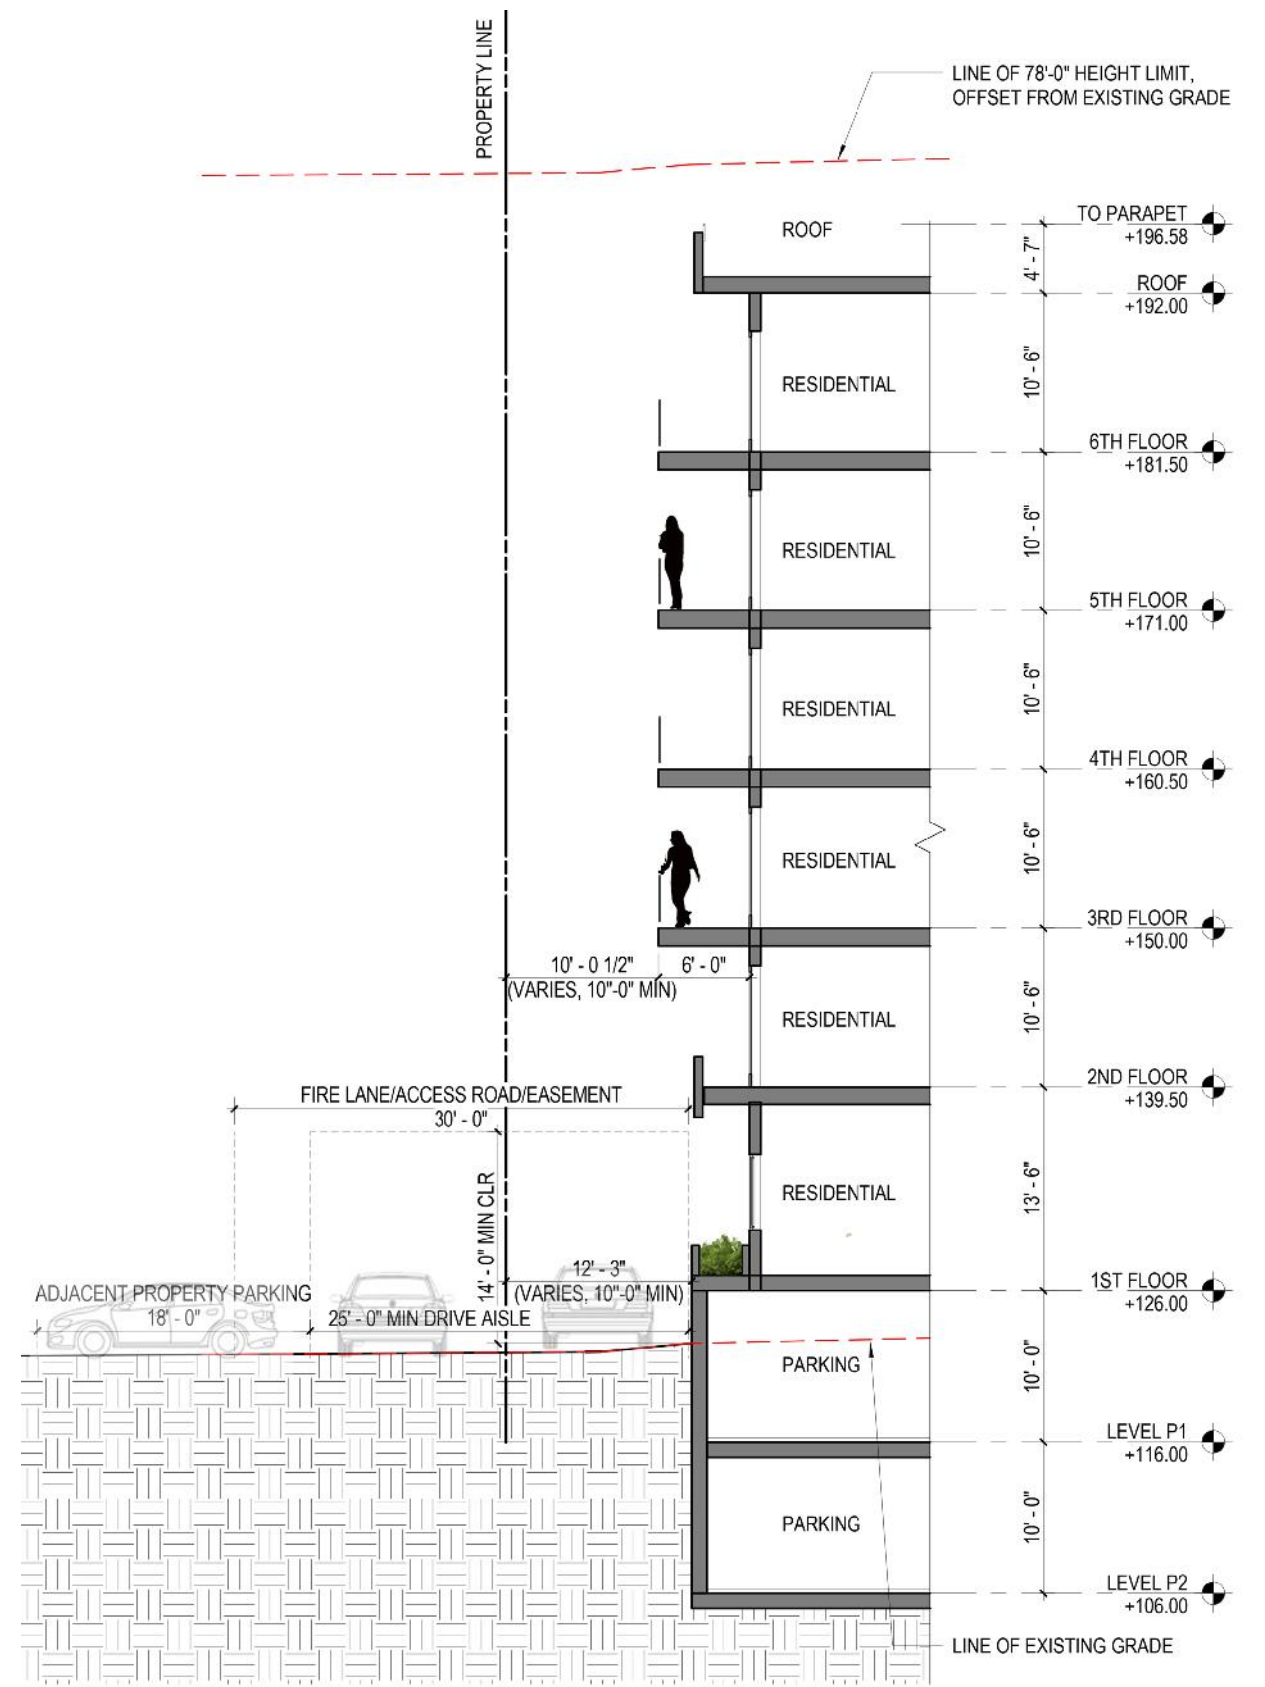 PROPERTY LINE
LINE OF 78'-0" HEIGHT LIMIT,
OFFSET FROM EXISTING GRADE
TO PARAPET
+196.58
ROOF
4' - 7"
ROOF
+192.00
10' - 6"
RESIDENTIAL
6TH FLOOR
+181.50
10' - 6"
RESIDENTIAL
5TH FLOOR
+171.00
10' - 6"
RESIDENTIAL
4TH FLOOR
+160.50
10' - 6"
RESIDENTIAL
3RD FLOOR
+150.00
10' - 0 1/2"
6' - 0"
(VARIES, 10"-0" MIN)
10' - 6"
RESIDENTIAL
2ND FLOOR
+139.50
FIRE LANE/ACCESS ROAD/EASEMENT
30' - 0"
14' - 0" MIN CLR
13' - 6"
RESIDENTIAL
12' - 3"
(VARIES, 10"-0" MIN)
1ST FLOOR
+126.00
ADJACENT PROPERTY PARKING
18' - 0"
25' - 0" MIN DRIVE AISLE
PARKING
10' - 0"
LEVEL P1
+116.00
PARKING
10' - 0"
LEVEL P2
+106.00
LINE OF EXISTING GRADE